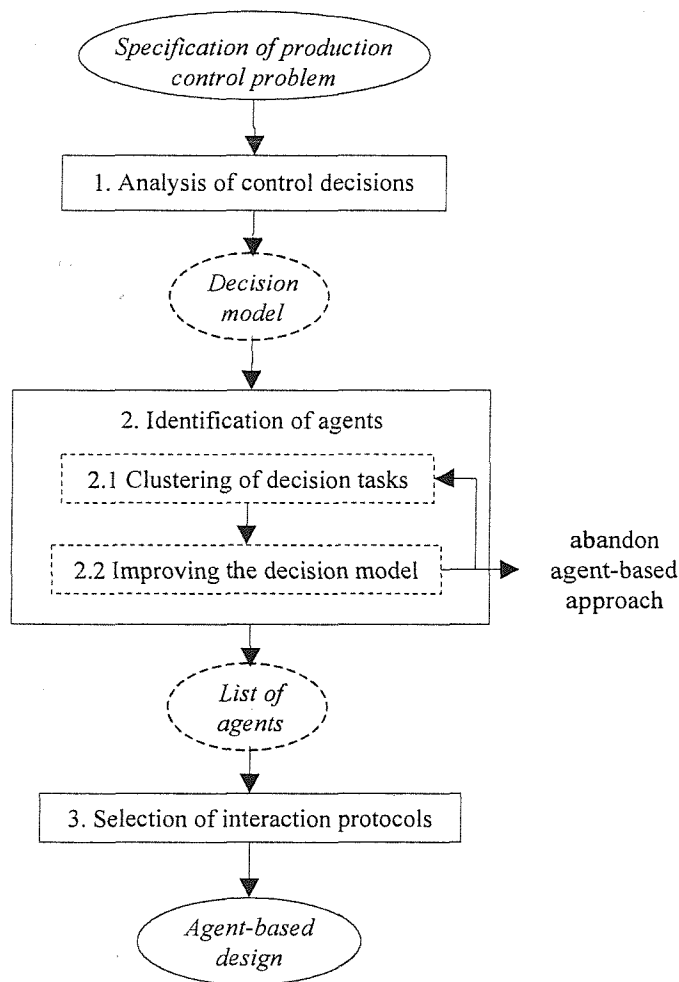 Specification of production
control problem
1. Analysis of control decisions
Decision
model
2. Identification of agents
2.1 Clustering of decision tasks
2.2 Improving the decision model
abandon
agent-based
approach
List of
agents
3. Selection of interaction protocols
Agent-based
design